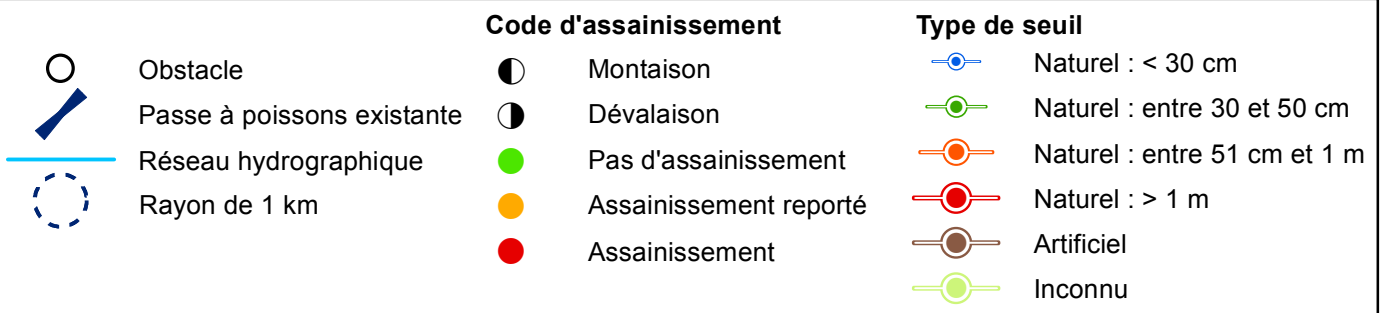 Obstacle
Passe à poissons existante
Réseau hydrographique
Rayon de 1 km
Code d'assainissement
Montaison
Dévalaison
Pas d'assainissement
Assainissement reporté
Assainissement
Type de seuil
Naturel : < 30 cm
Naturel : entre 30 et 50 cm
Naturel : entre 51 cm et 1 m
Naturel : > 1 m
Artificiel
Inconnu